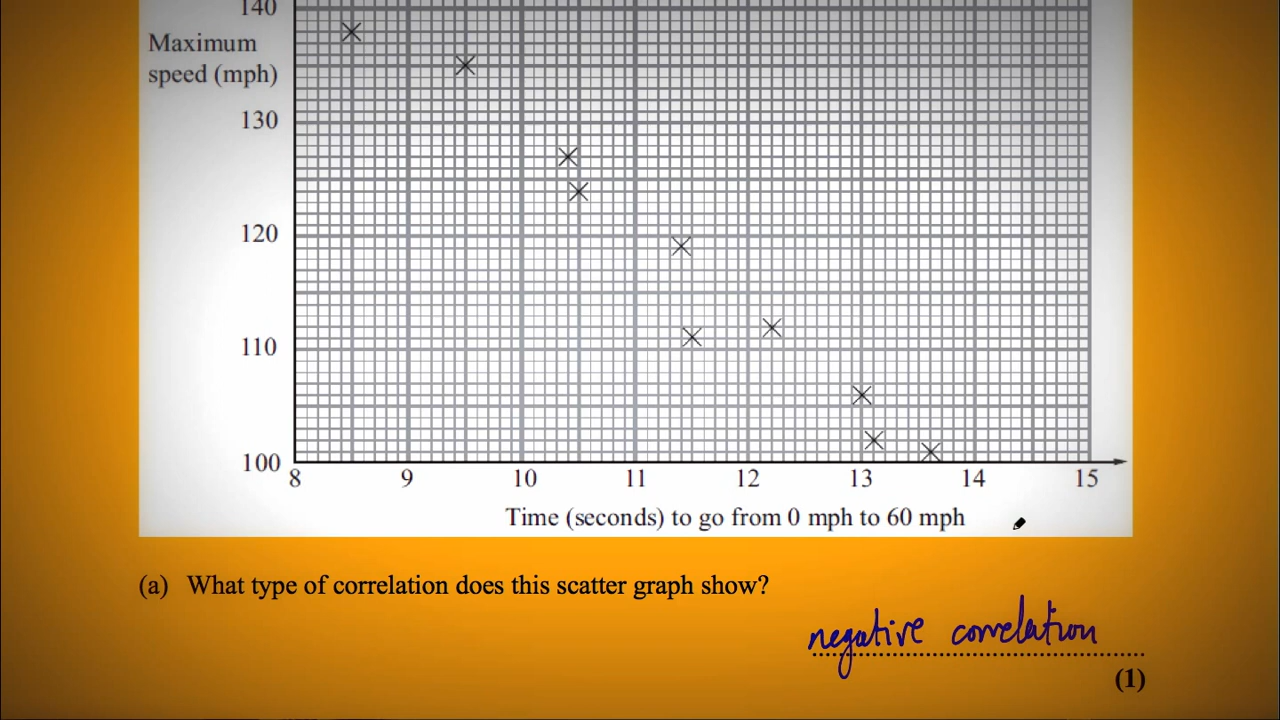 140
Maximum
speed (mph)
130
120
110
100
8 9 10 11 12 13 14 15
Time (seconds) to go from 0 mph to 60 mph
(a) What type of correlation does this scatter graph show?
negative correlation
(1)